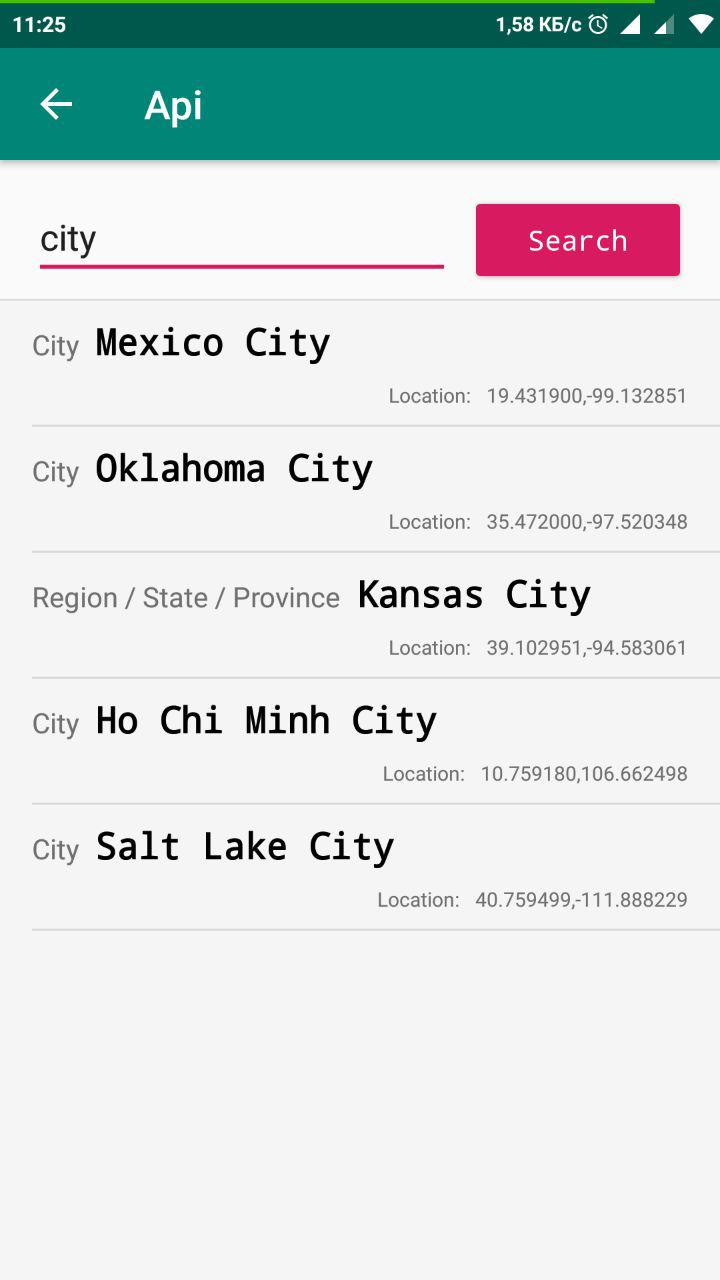 11:25 1,58 КБ/с
Api
city Search
City Mexico City
Location: 19.431900,-99.132851
City Oklahoma City
Location: 35.472000,-97.520348
Region / State / Province Kansas City
Location: 39.102951,-94.583061
City Ho Chi Minh City
Location: 10.759180,106.662498
City Salt Lake City
Location: 40.759499,-111.888229